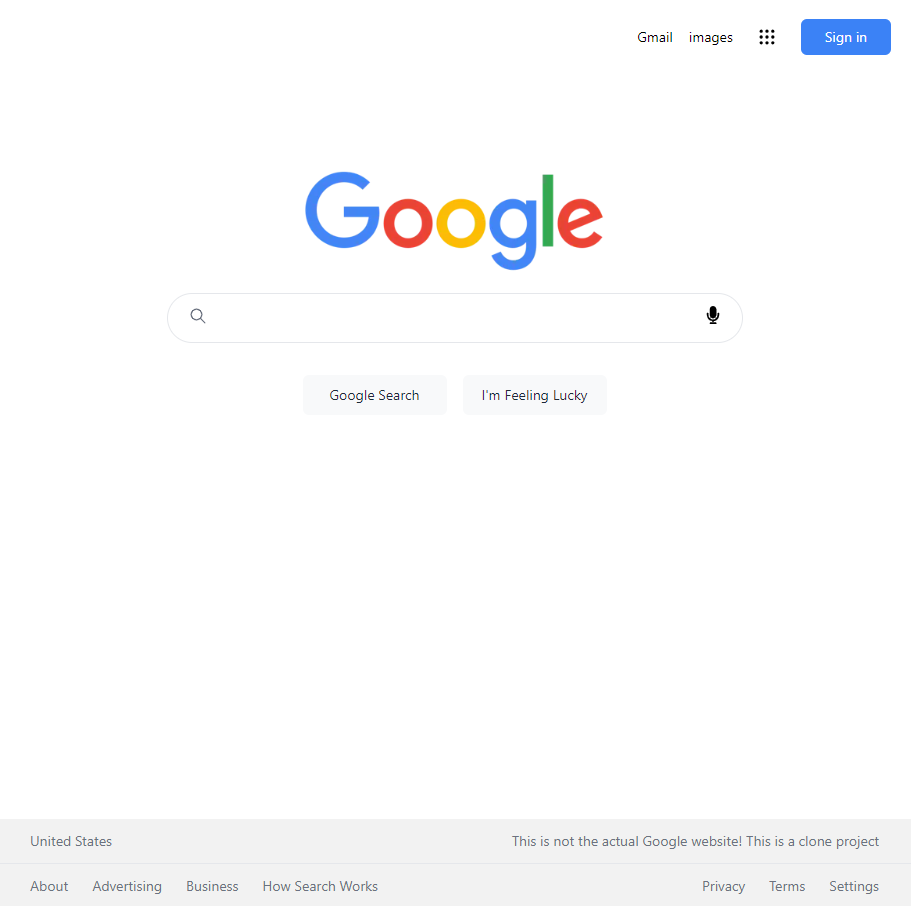 Gmail images Sign in
Google
Google Search I'm Feeling Lucky
United States This is not the actual Google website! This is a clone project
About Advertising Business How Search Works Privacy Terms Settings